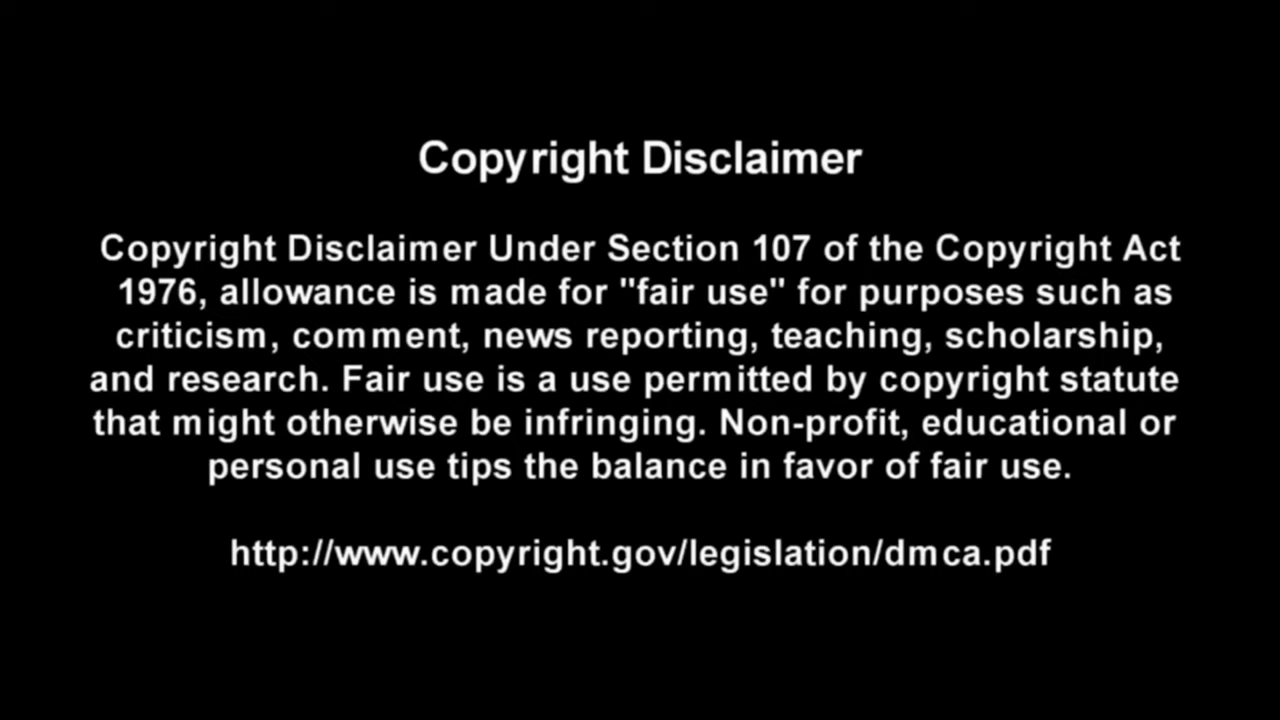 Copyright Disclaimer
Copyright Disclaimer Under Section 107 of the Copyright Act
1976, allowance is made for "fair use" for purposes such as
criticism, comment, news reporting, teaching, scholarship,
and research. Fair use is a use permitted by copyright statute
that might otherwise be infringing. Non-profit, educational or
personal use tips the balance in favor of fair use.
http://www.copyright.gov/legislation/dmca.pdf